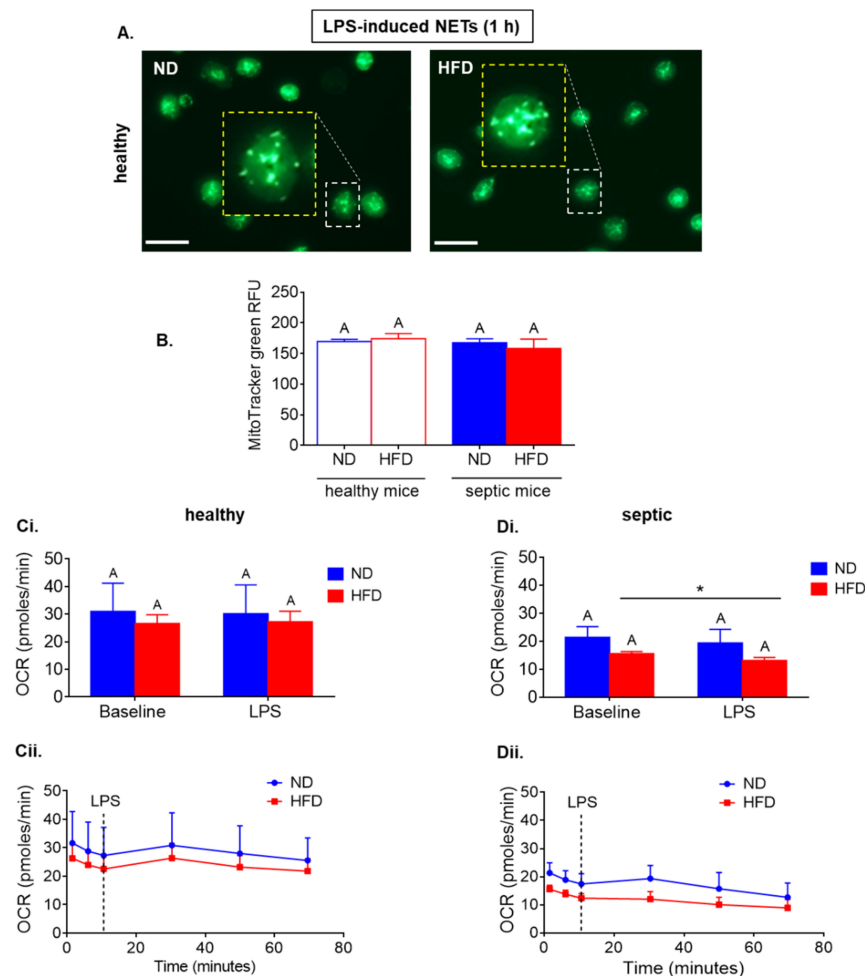 LPS-induced NETs (1 h)
A.
ND
HFD
healthy
B.
MitoTracker green RFU
250
200
150
100
50
0
A
A
A
A
ND
HFD
ND
HFD
healthy mice
septic mice
Ci.
healthy
OCR (pmoles/min)
50
40
30
20
10
0
A
A
A
A
ND
HFD
Baseline
LPS
Di.
septic
OCR (pmoles/min)
50
40
30
20
10
0
A
A
*
A
A
ND
HFD
Baseline
LPS
Cii.
OCR (pmoles/min)
50
40
30
20
10
0
LPS
ND
HFD
0
20
40
60
80
Time (minutes)
Dii.
OCR (pmoles/min)
50
40
30
20
10
0
LPS
ND
HFD
0
20
40
60
80
Time (minutes)